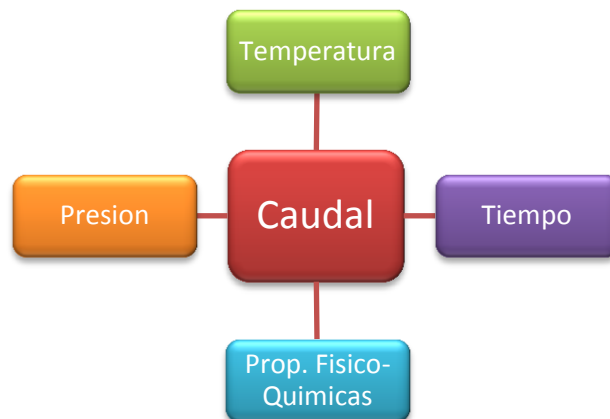 Temperatura
Presion
Caudal
Tiempo
Prop. Fisico-
Quimicas